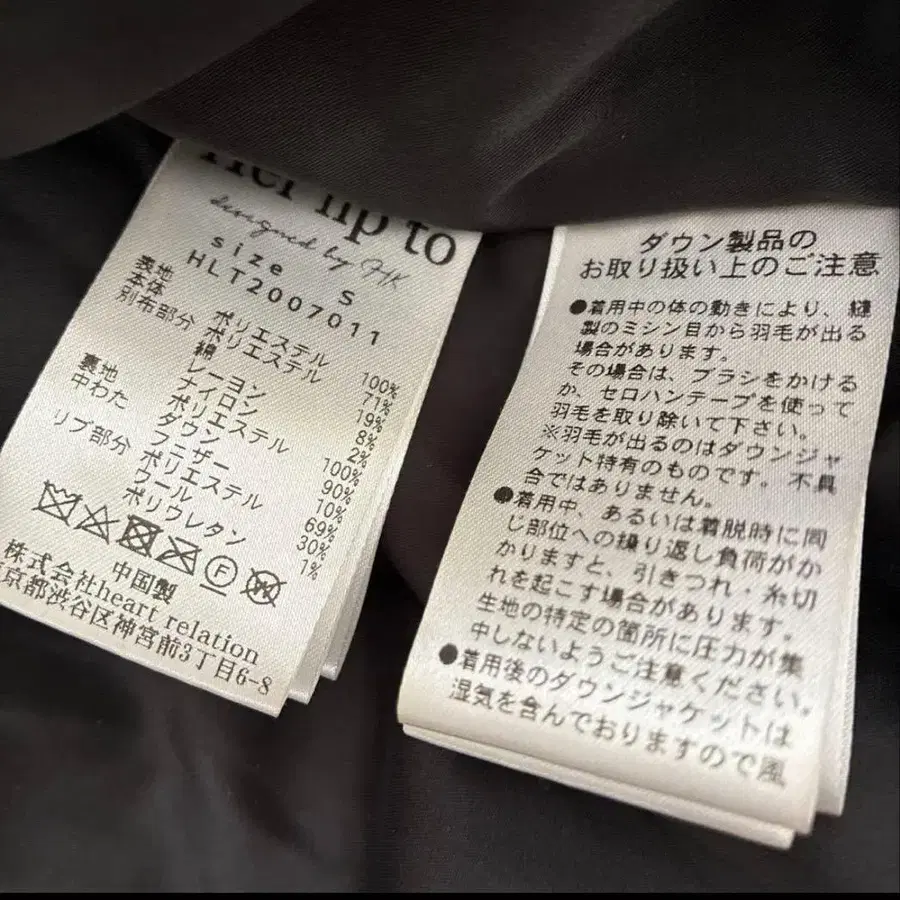 Her lip to
designed by HK
size S
HLT2007011
表地
本体 ポリエステル 100%
別布部分 ポリエステル 71%
綿 19%
レーヨン 8%
ナイロン 2%
裏地 ポリエステル 100%
中わた ダウン 90%
フェザー 10%
リブ部分 ポリエステル 69%
ウール 30%
ポリウレタン 1%
F W
中国製
株式会社heart relation
東京都渋谷区神宮前3丁目6-8
ダウン製品の
お取り扱い上のご注意
●着用中の体の動きにより、縫
製のミシン目から羽毛が出る
場合があります。
その場合は、ブラシをかける
か、セロハンテープを使って
羽毛を取り除いて下さい。
※羽毛が出るのはダウンジャ
ケット特有のものです。不具
合ではありません。
●着用中、あるいは着脱時に同
じ部位への繰り返し負荷がか
かりますと、引きつれ・糸切
れを起こす場合があります。
生地の特定の箇所に圧力が集
中しないようご注意ください。
●着用後のダウンジャケットは
湿気を含んでおりますので風